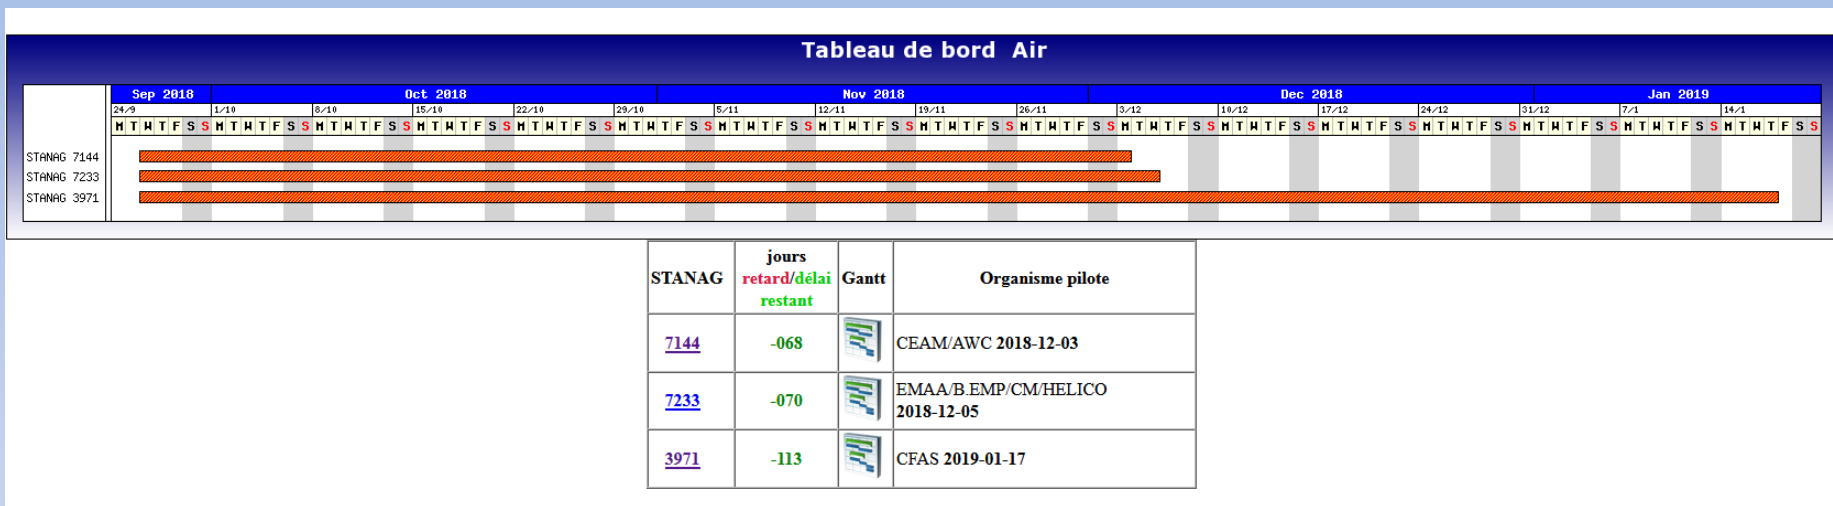 Tableau de bord  Air
Sep 2018 Oct 2018 Nov 2018 Dec 2018 Jan 2019
24/9 1/10 8/10 15/10 22/10 29/10 5/11 12/11 19/11 26/11 3/12 10/12 17/12 24/12 31/12 7/1 14/1
M T W T F S S M T W T F S S M T W T F S S M T W T F S S M T W T F S S M T W T F S S M T W T F S S M T W T F S S M T W T F S S M T W T F S S M T W T F S S M T W T F S S M T W T F S S M T W T F S S M T W T F S S M T W T F S S M T W T F S S
STANAG 7144
STANAG 7233
STANAG 3971
STANAG jours retard/délai restant Gantt Organisme pilote
7144 -068 CEAM/AWC 2018-12-03
7233 -070 EMAA/B.EMP/CM/HELICO
2018-12-05
3971 -113 CFAS 2019-01-17